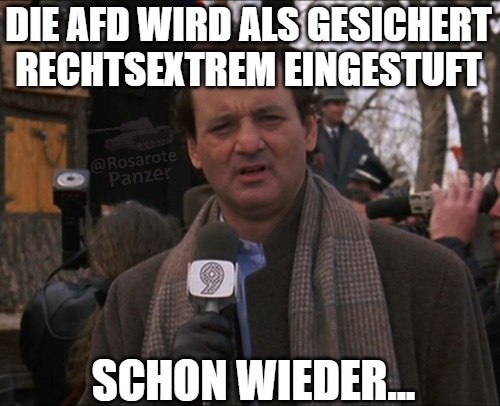 DIE AFD WIRD ALS GESICHERT
RECHTSEXTREM EINGESTUFT
@Rosarote
Panzer
9
SCHON WIEDER...